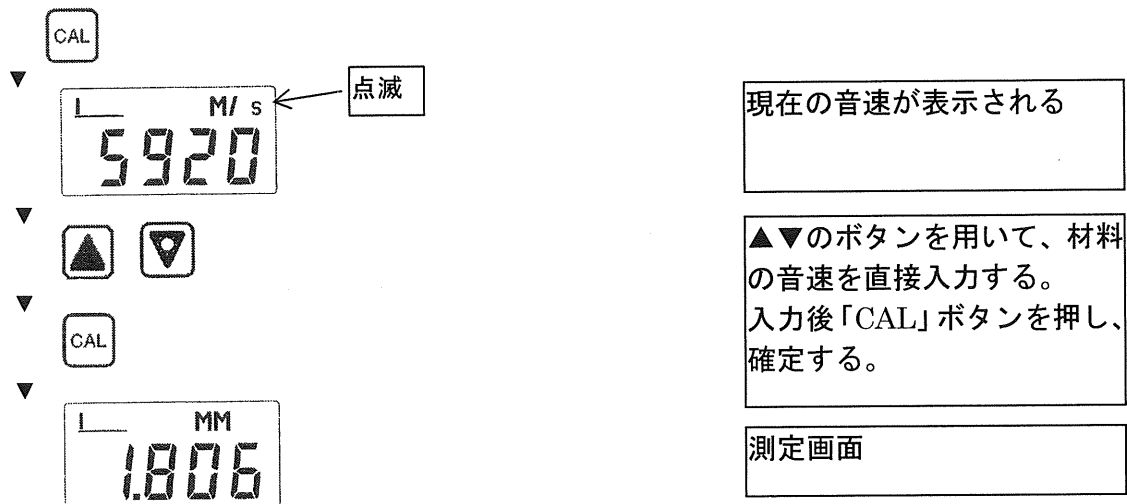 CAL
▼
M/ s
点滅
5920
現在の音速が表示される
▼
▲▼のボタンを用いて、材料
の音速を直接入力する。
入力後「CAL」ボタンを押し、
確定する。
▼
CAL
▼
MM
1.806
測定画面